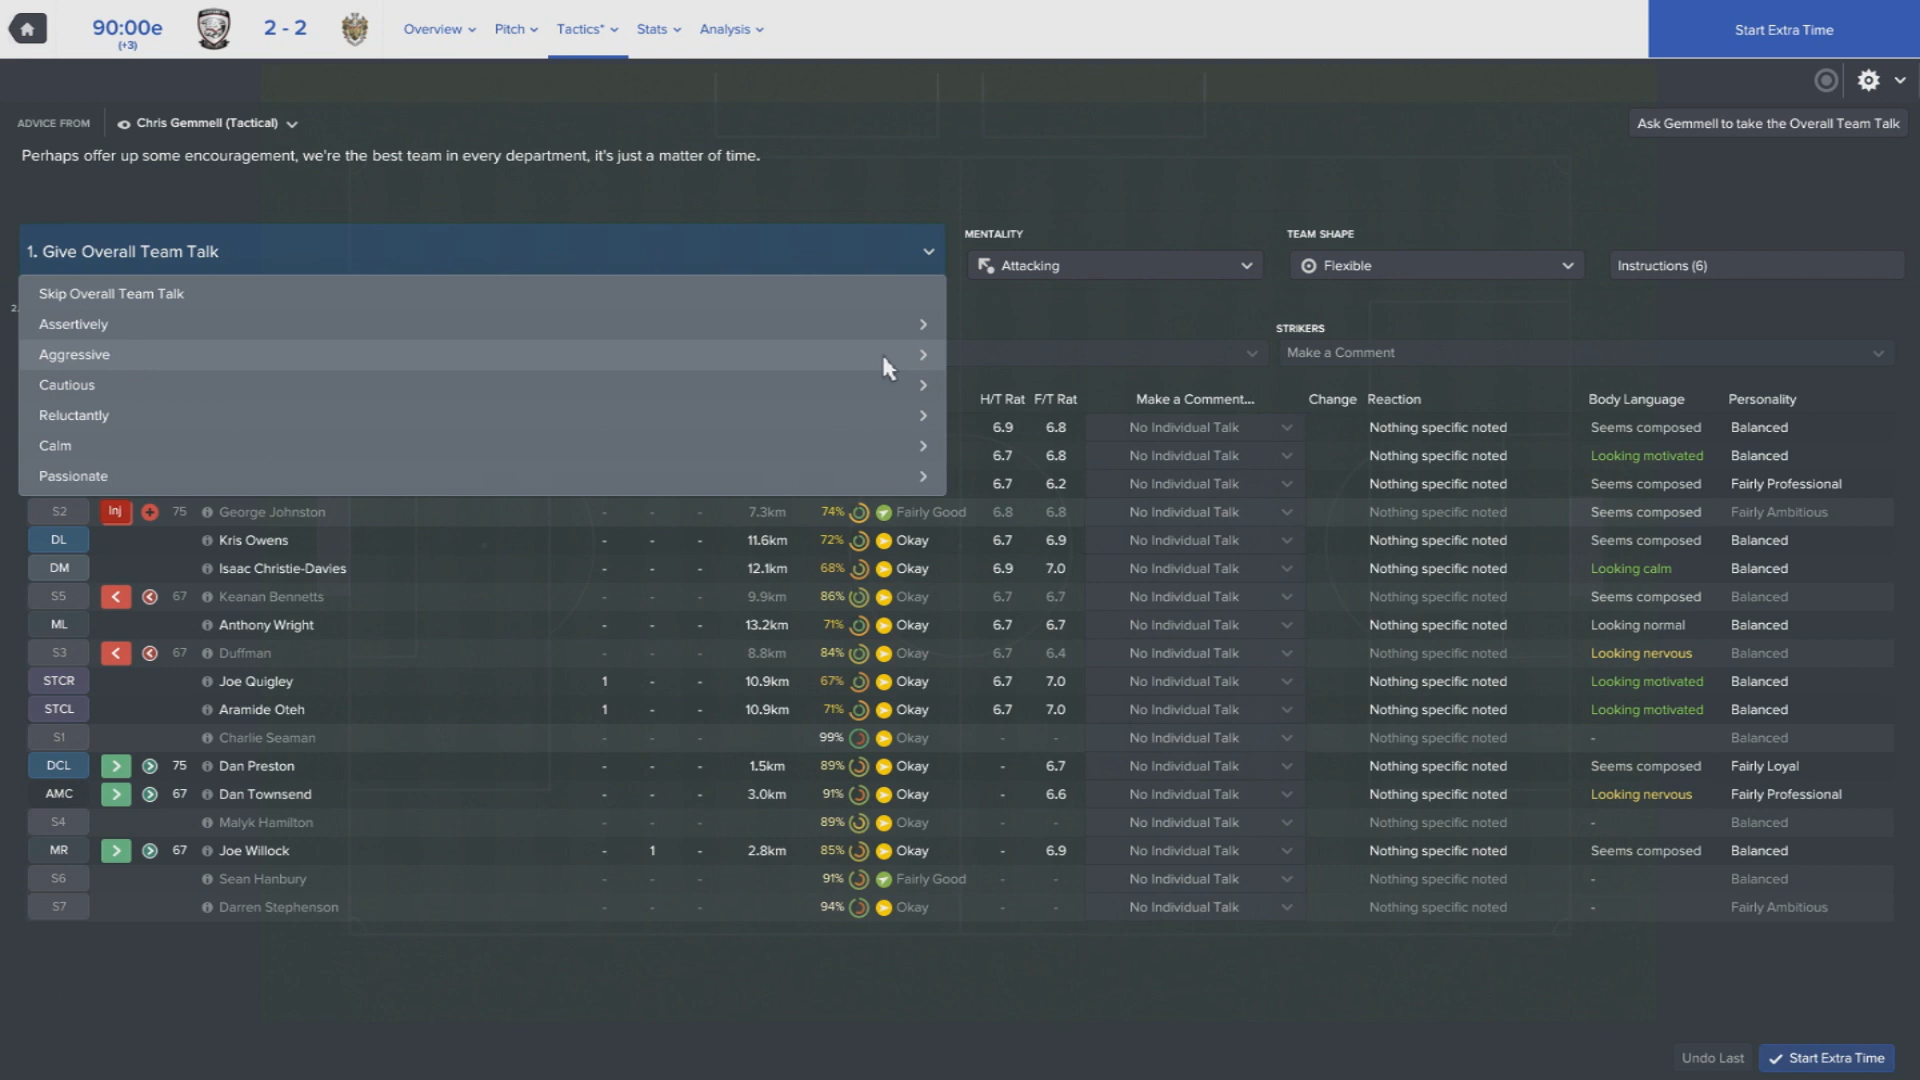 90:00e
(+3)
2 - 2
Overview
Pitch
Tactics*
Stats
Analysis
Start Extra Time
ADVICE FROM
Chris Gemmell (Tactical)
Ask Gemmell to take the Overall Team Talk
Perhaps offer up some encouragement, we're the best team in every department, it's just a matter of time.
1. Give Overall Team Talk
MENTALITY
TEAM SHAPE
Attacking
Flexible
Instructions (6)
Skip Overall Team Talk
2.
Assertively
STRIKERS
Aggressive
Make a Comment
Cautious
H/T Rat F/T Rat Make a Comment... Change Reaction Body Language Personality
Reluctantly
6.9 6.8 No Individual Talk Nothing specific noted Seems composed Balanced
Calm
6.7 6.8 No Individual Talk Nothing specific noted Looking motivated Balanced
Passionate
6.7 6.2 No Individual Talk Nothing specific noted Seems composed Fairly Professional
S2 Inj 75 George Johnston - - - 7.3km 74% Fairly Good 6.8 6.8 No Individual Talk Nothing specific noted Seems composed Fairly Ambitious
DL Kris Owens - - - 11.6km 72% Okay 6.7 6.9 No Individual Talk Nothing specific noted Seems composed Balanced
DM Isaac Christie-Davies - - - 12.1km 68% Okay 6.9 7.0 No Individual Talk Nothing specific noted Looking calm Balanced
S5 67 Keanan Bennetts - - - 9.9km 86% Okay 6.7 6.7 No Individual Talk Nothing specific noted Seems composed Balanced
ML Anthony Wright - - - 13.2km 71% Okay 6.7 6.7 No Individual Talk Nothing specific noted Looking normal Balanced
S3 67 Duffman - - - 8.8km 84% Okay 6.7 6.4 No Individual Talk Nothing specific noted Looking nervous Balanced
STCR Joe Quigley 1 - - 10.9km 67% Okay 6.7 7.0 No Individual Talk Nothing specific noted Looking motivated Balanced
STCL Aramide Oteh 1 - - 10.9km 71% Okay 6.7 7.0 No Individual Talk Nothing specific noted Looking motivated Balanced
S1 Charlie Seaman - - - 99% Okay - - No Individual Talk Nothing specific noted - Balanced
DCL 75 Dan Preston - - - 1.5km 89% Okay - 6.7 No Individual Talk Nothing specific noted Seems composed Fairly Loyal
AMC 67 Dan Townsend - - - 3.0km 91% Okay - 6.6 No Individual Talk Nothing specific noted Looking nervous Fairly Professional
S4 Malyk Hamilton - - - 89% Okay - - No Individual Talk Nothing specific noted - Balanced
MR 67 Joe Willock - 1 - 2.8km 85% Okay - 6.9 No Individual Talk Nothing specific noted Seems composed Balanced
S6 Sean Hanbury - - - 91% Fairly Good - - No Individual Talk Nothing specific noted - Balanced
S7 Darren Stephenson - - - 94% Okay - - No Individual Talk Nothing specific noted - Fairly Ambitious
Undo Last
Start Extra Time